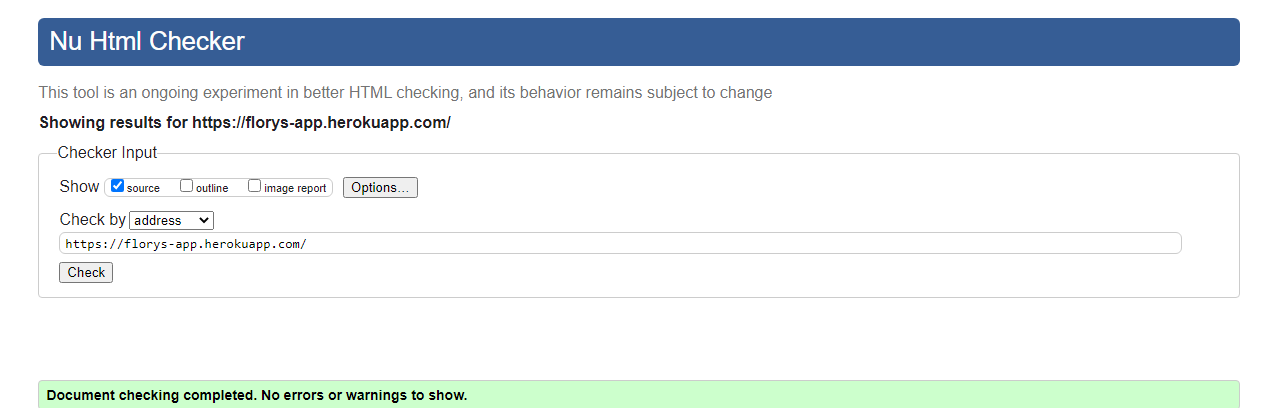 Nu Html Checker
This tool is an ongoing experiment in better HTML checking, and its behavior remains subject to change
Showing results for https://florys-app.herokuapp.com/
Checker Input
Show source outline image report Options...
Check by address
https://florys-app.herokuapp.com/
Check
Document checking completed. No errors or warnings to show.